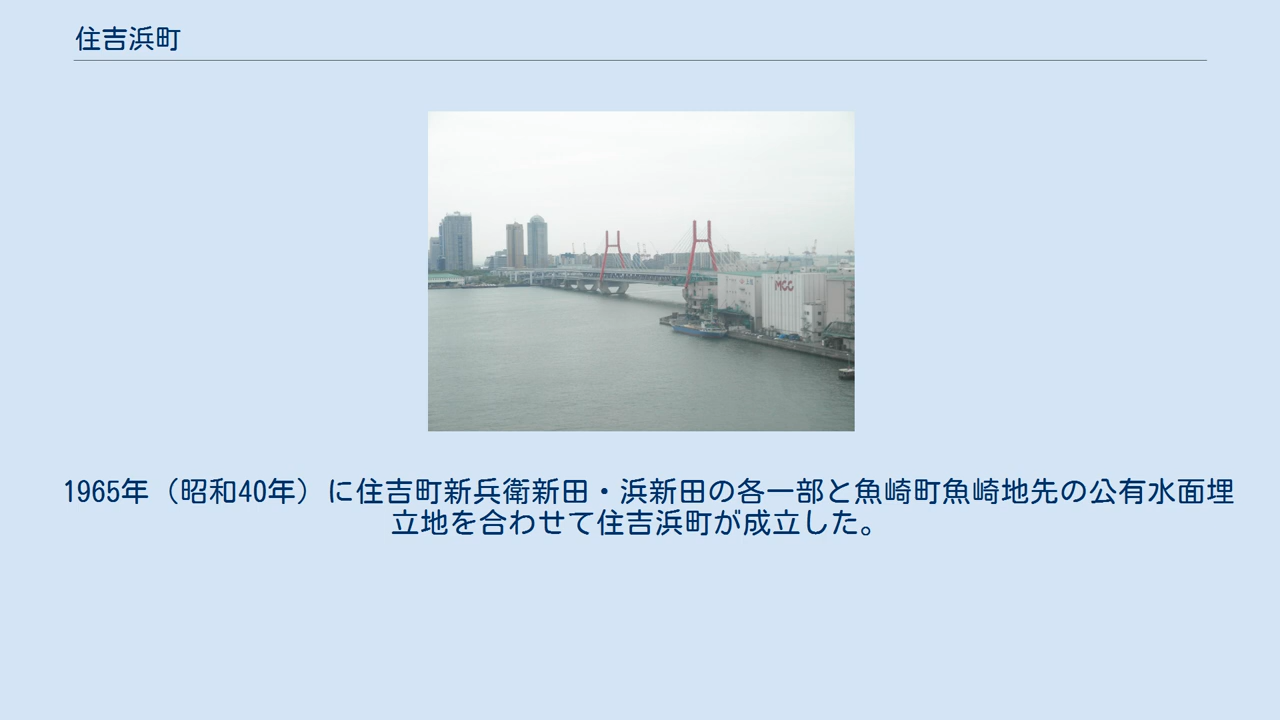 住吉浜町
MCC
1965年（昭和40年）に住吉町新兵衛新田・浜新田の各一部と魚崎町魚崎地先の公有水面埋
立地を合わせて住吉浜町が成立した。